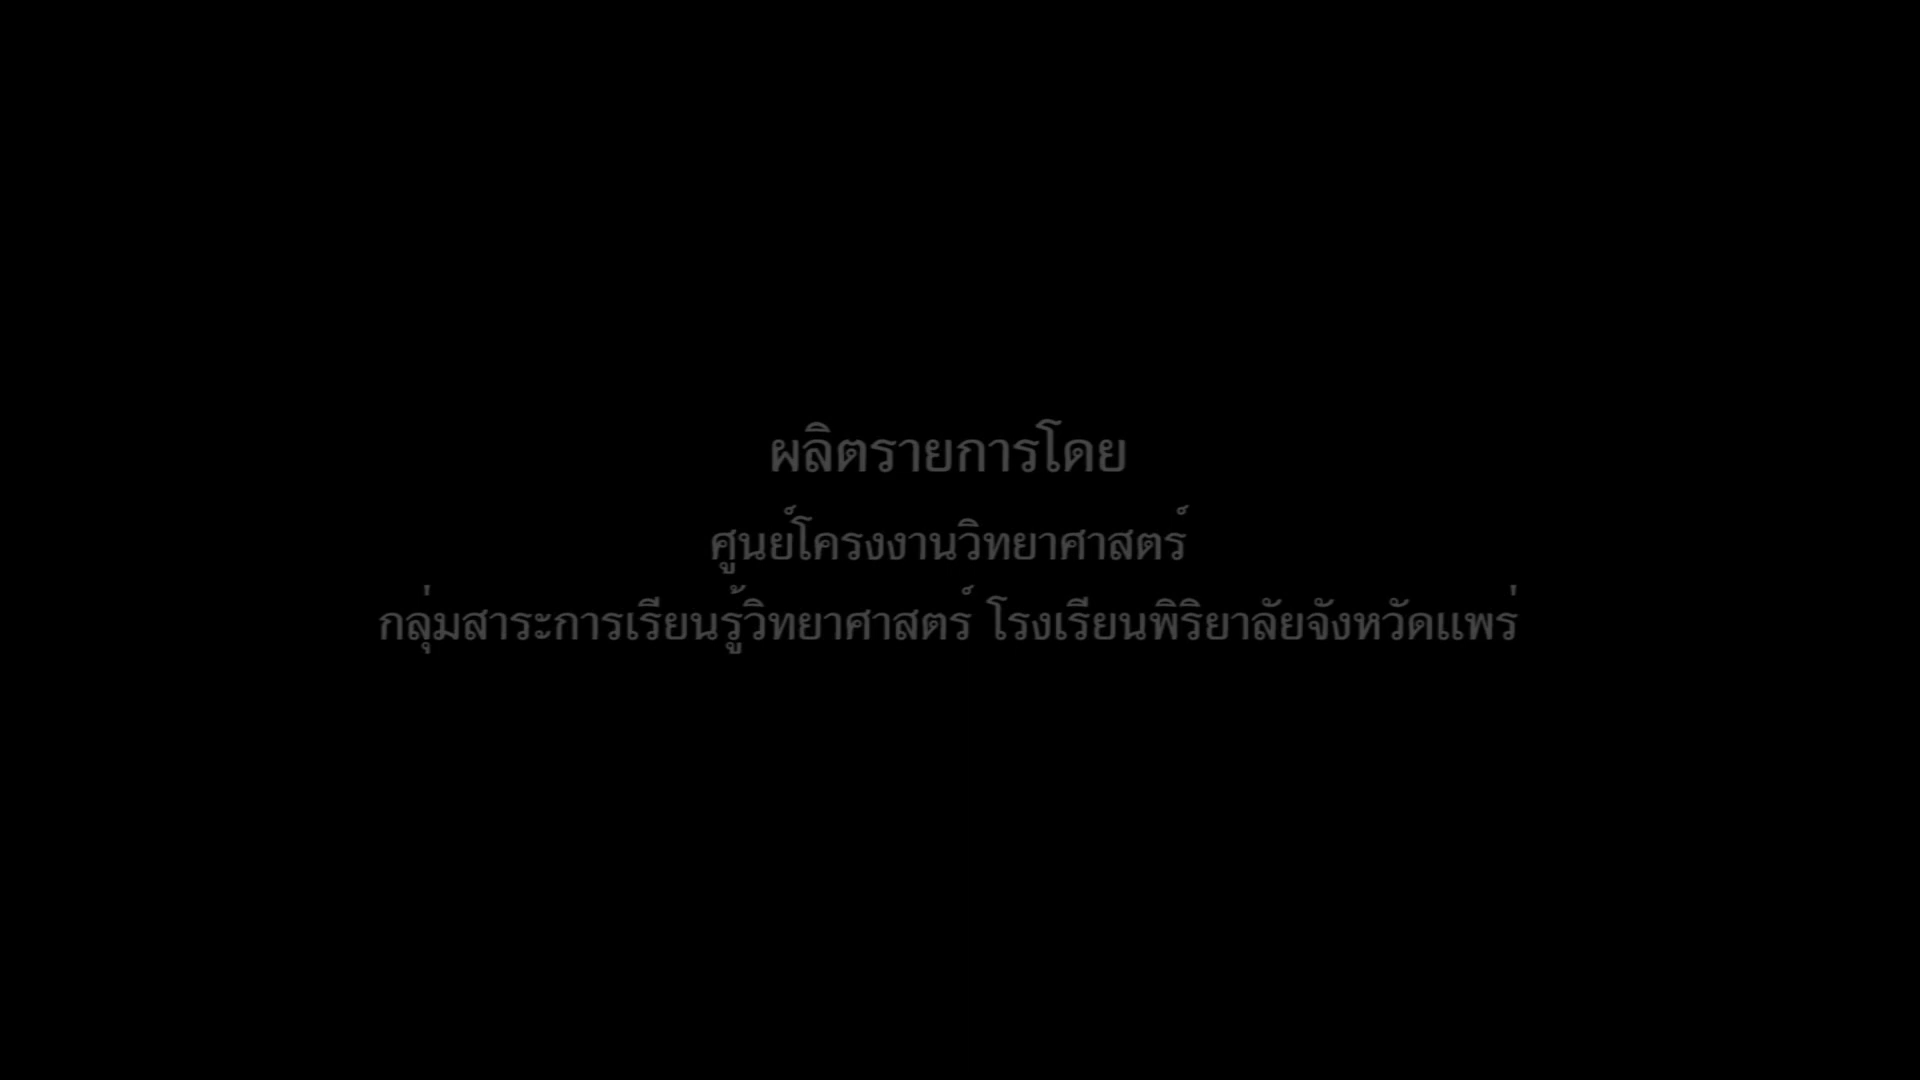 ผลิตรายการโดย
ศูนย์โครงงานวิทยาศาสตร์
กลุ่มสาระการเรียนรู้วิทยาศาสตร์ โรงเรียนพิริยาลัยจังหวัดแพร่